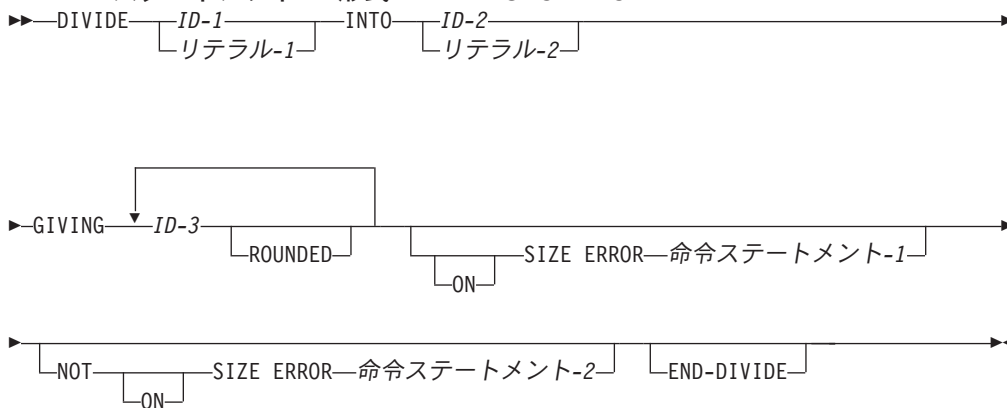 DIVIDE ID-1 INTO ID-2
リテラル-1 リテラル-2
GIVING ID-3
ROUNDED SIZE ERROR 命令ステートメント-1
ON
NOT SIZE ERROR 命令ステートメント-2 END-DIVIDE
ON